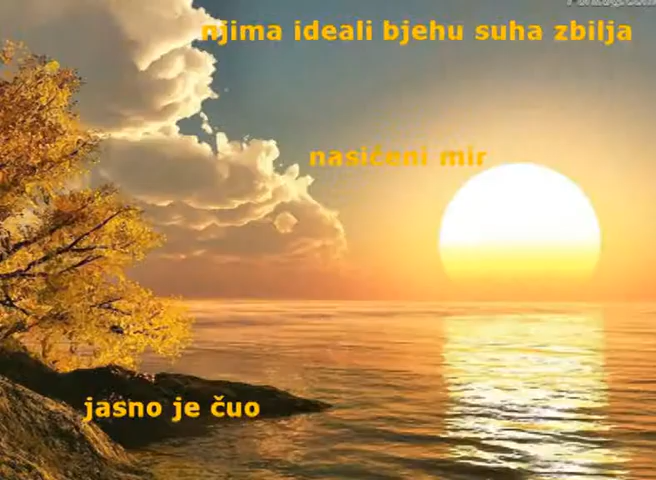 njima ideali bjehu suha zbilja
nasićeni mir
jasno je čuo